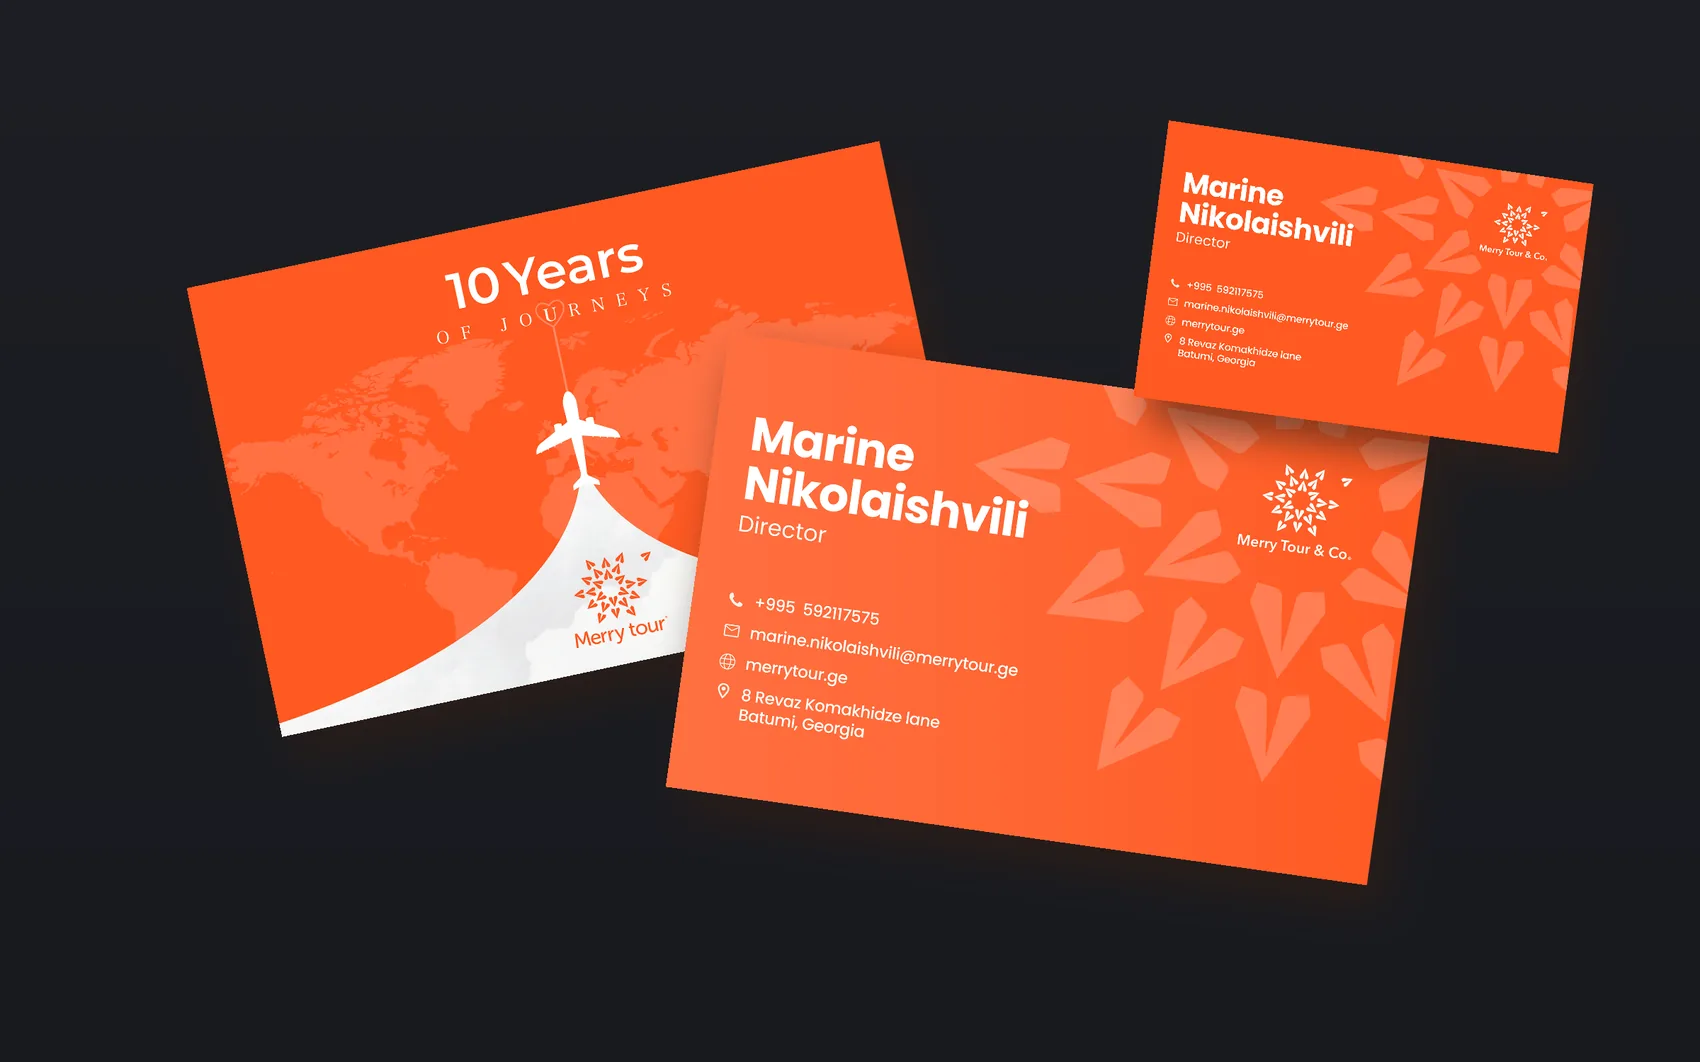 10 Years
OF JOURNEYS
Merry tour
Marine
Nikolaishvili
Director
+995 592117575
marine.nikolaishvili@merrytour.ge
merrytour.ge
8 Revaz Komakhidze lane
Batumi, Georgia
Merry Tour & Co.
Marine
Nikolaishvili
Director
+995 592117575
marine.nikolaishvili@merrytour.ge
merrytour.ge
8 Revaz Komakhidze lane
Batumi, Georgia
Merry Tour & Co.